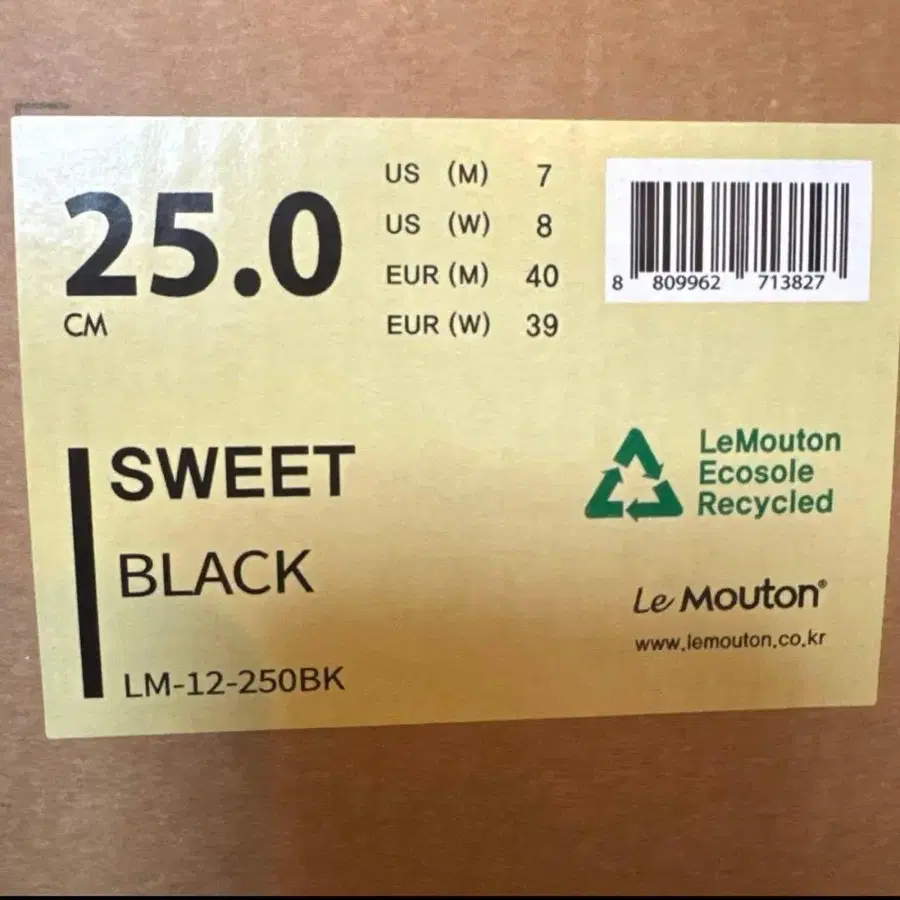 25.0
CM
US (M) 7
US (W) 8
EUR (M) 40
EUR (W) 39
8 809962 713827
SWEET
BLACK
LM-12-250BK
LeMouton
Ecosole
Recycled
Le Mouton®
www.lemouton.co.kr